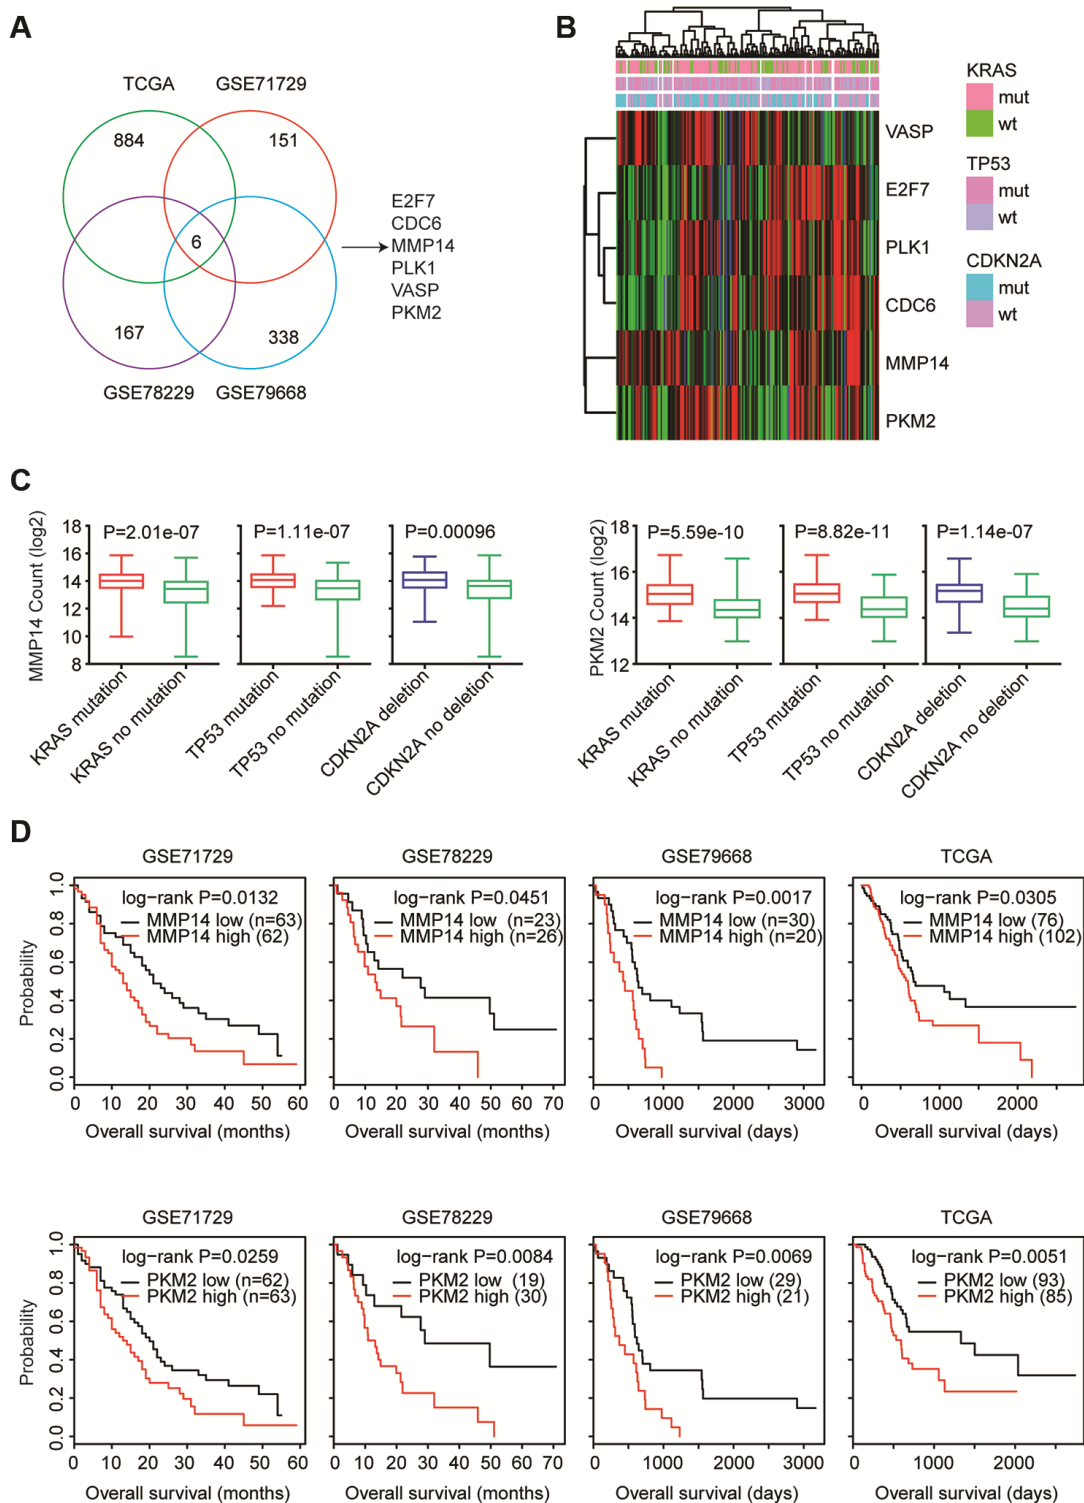 A
TCGA
GSE71729
884
151
6
167
338
GSE78229
GSE79668
E2F7
CDC6
MMP14
PLK1
VASP
PKM2
B
VASP
E2F7
PLK1
CDC6
MMP14
PKM2
KRAS
mut
wt
TP53
mut
wt
CDKN2A
mut
wt
C
MMP14 Count (log2)
18
16
14
12
10
8
P=2.01e-07
P=1.11e-07
P=0.00096
KRAS mutation
KRAS no mutation
TP53 mutation
TP53 no mutation
CDKN2A deletion
CDKN2A no deletion
PKM2 Count (log2)
18
16
14
12
P=5.59e-10
P=8.82e-11
P=1.14e-07
KRAS mutation
KRAS no mutation
TP53 mutation
TP53 no mutation
CDKN2A deletion
CDKN2A no deletion
D
GSE71729
Probability
1.0
0.8
0.6
0.4
0.2
0.0
log−rank P=0.0132
MMP14 low (n=63)
MMP14 high (62)
0 10 20 30 40 50 60
Overall survival (months)
GSE78229
log−rank P=0.0451
MMP14 low (n=23)
MMP14 high (n=26)
0 10 20 30 40 50 60 70
Overall survival (months)
GSE79668
log−rank P=0.0017
MMP14 low (n=30)
MMP14 high (n=20)
0 1000 2000 3000
Overall survival (days)
TCGA
log−rank P=0.0305
MMP14 low (76)
MMP14 high (102)
0 1000 2000
Overall survival (days)
GSE71729
Probability
1.0
0.8
0.6
0.4
0.2
0.0
log−rank P=0.0259
PKM2 low (n=62)
PKM2 high (n=63)
0 10 20 30 40 50 60
Overall survival (months)
GSE78229
log−rank P=0.0084
PKM2 low (19)
PKM2 high (30)
0 10 20 30 40 50 60 70
Overall survival (months)
GSE79668
log−rank P=0.0069
PKM2 low (29)
PKM2 high (21)
0 1000 2000 3000
Overall survival (days)
TCGA
log−rank P=0.0051
PKM2 low (93)
PKM2 high (85)
0 1000 2000
Overall survival (days)